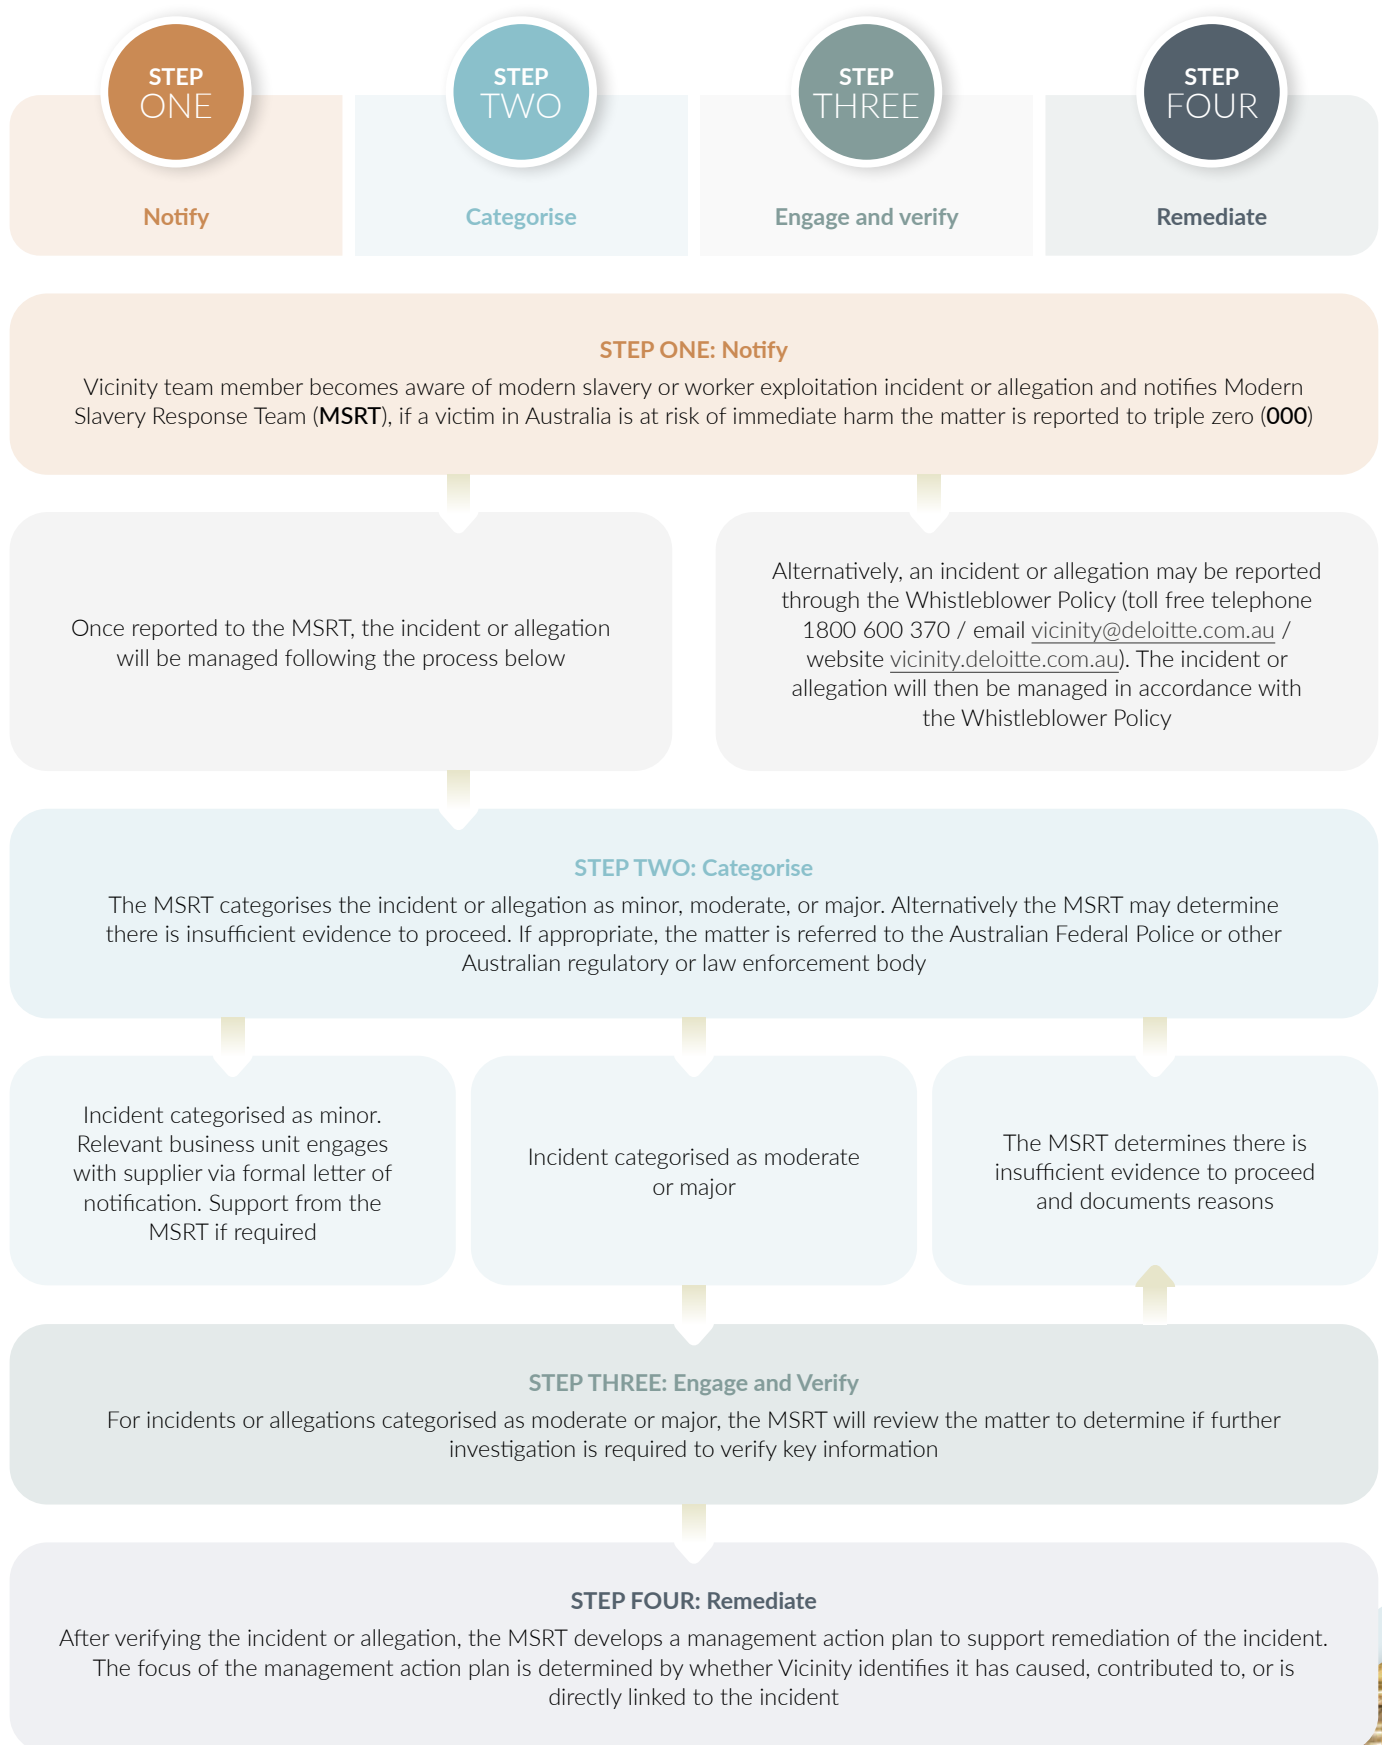 STEP
ONE
STEP
TWO
STEP
THREE
STEP
FOUR
Notify
Categorise
Engage and verify
Remediate
STEP ONE: Notify
Vicinity team member becomes aware of modern slavery or worker exploitation incident or allegation and notifies Modern
Slavery Response Team (MSRT), if a victim in Australia is at risk of immediate harm the matter is reported to triple zero (000)
Once reported to the MSRT, the incident or allegation
will be managed following the process below
Alternatively, an incident or allegation may be reported
through the Whistleblower Policy (toll free telephone
1800 600 370 / email vicinity@deloitte.com.au /
website vicinity.deloitte.com.au). The incident or
allegation will then be managed in accordance with
the Whistleblower Policy
STEP TWO: Categorise
The MSRT categorises the incident or allegation as minor, moderate, or major. Alternatively the MSRT may determine
there is insufficient evidence to proceed. If appropriate, the matter is referred to the Australian Federal Police or other
Australian regulatory or law enforcement body
Incident categorised as minor.
Relevant business unit engages
with supplier via formal letter of
notification. Support from the
MSRT if required
Incident categorised as moderate
or major
The MSRT determines there is
insufficient evidence to proceed
and documents reasons
STEP THREE: Engage and Verify
For incidents or allegations categorised as moderate or major, the MSRT will review the matter to determine if further
investigation is required to verify key information
STEP FOUR: Remediate
After verifying the incident or allegation, the MSRT develops a management action plan to support remediation of the incident.
The focus of the management action plan is determined by whether Vicinity identifies it has caused, contributed to, or is
directly linked to the incident